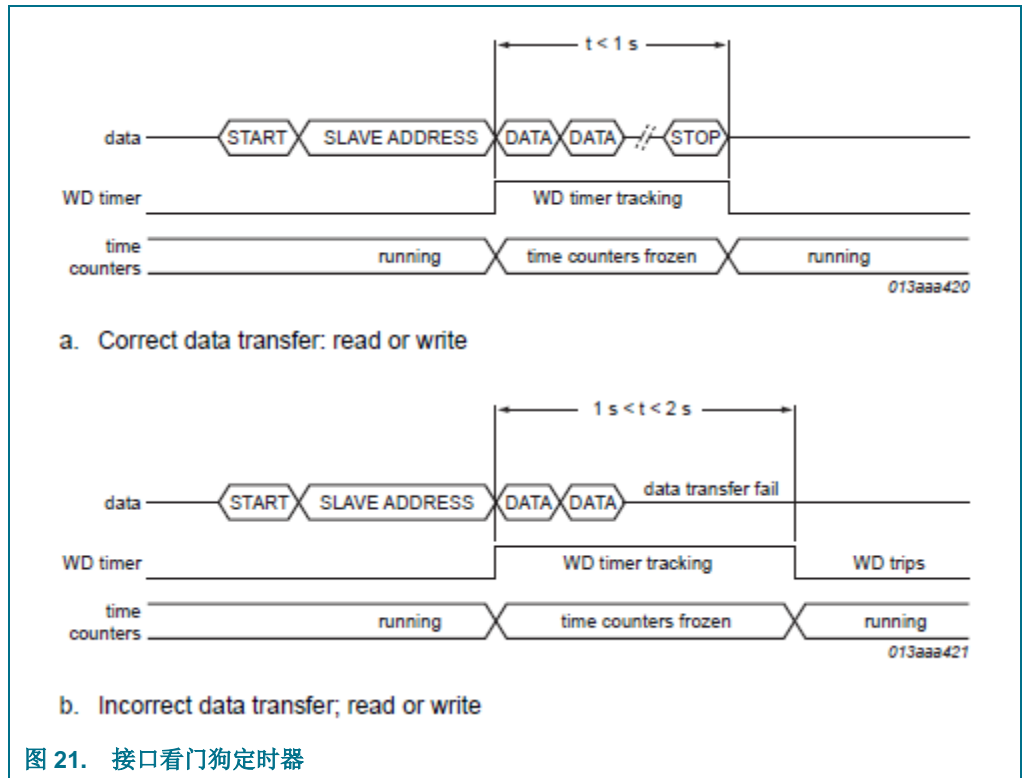 t < 1 s
data START SLAVE ADDRESS DATA DATA STOP
WD timer WD timer tracking
time
counters running time counters frozen running
013aaa420
a. Correct data transfer: read or write
1 s < t < 2 s
data START SLAVE ADDRESS DATA DATA data transfer fail
WD timer WD timer tracking WD trips
time
counters running time counters frozen running
013aaa421
b. Incorrect data transfer; read or write
图 21. 接口看门狗定时器